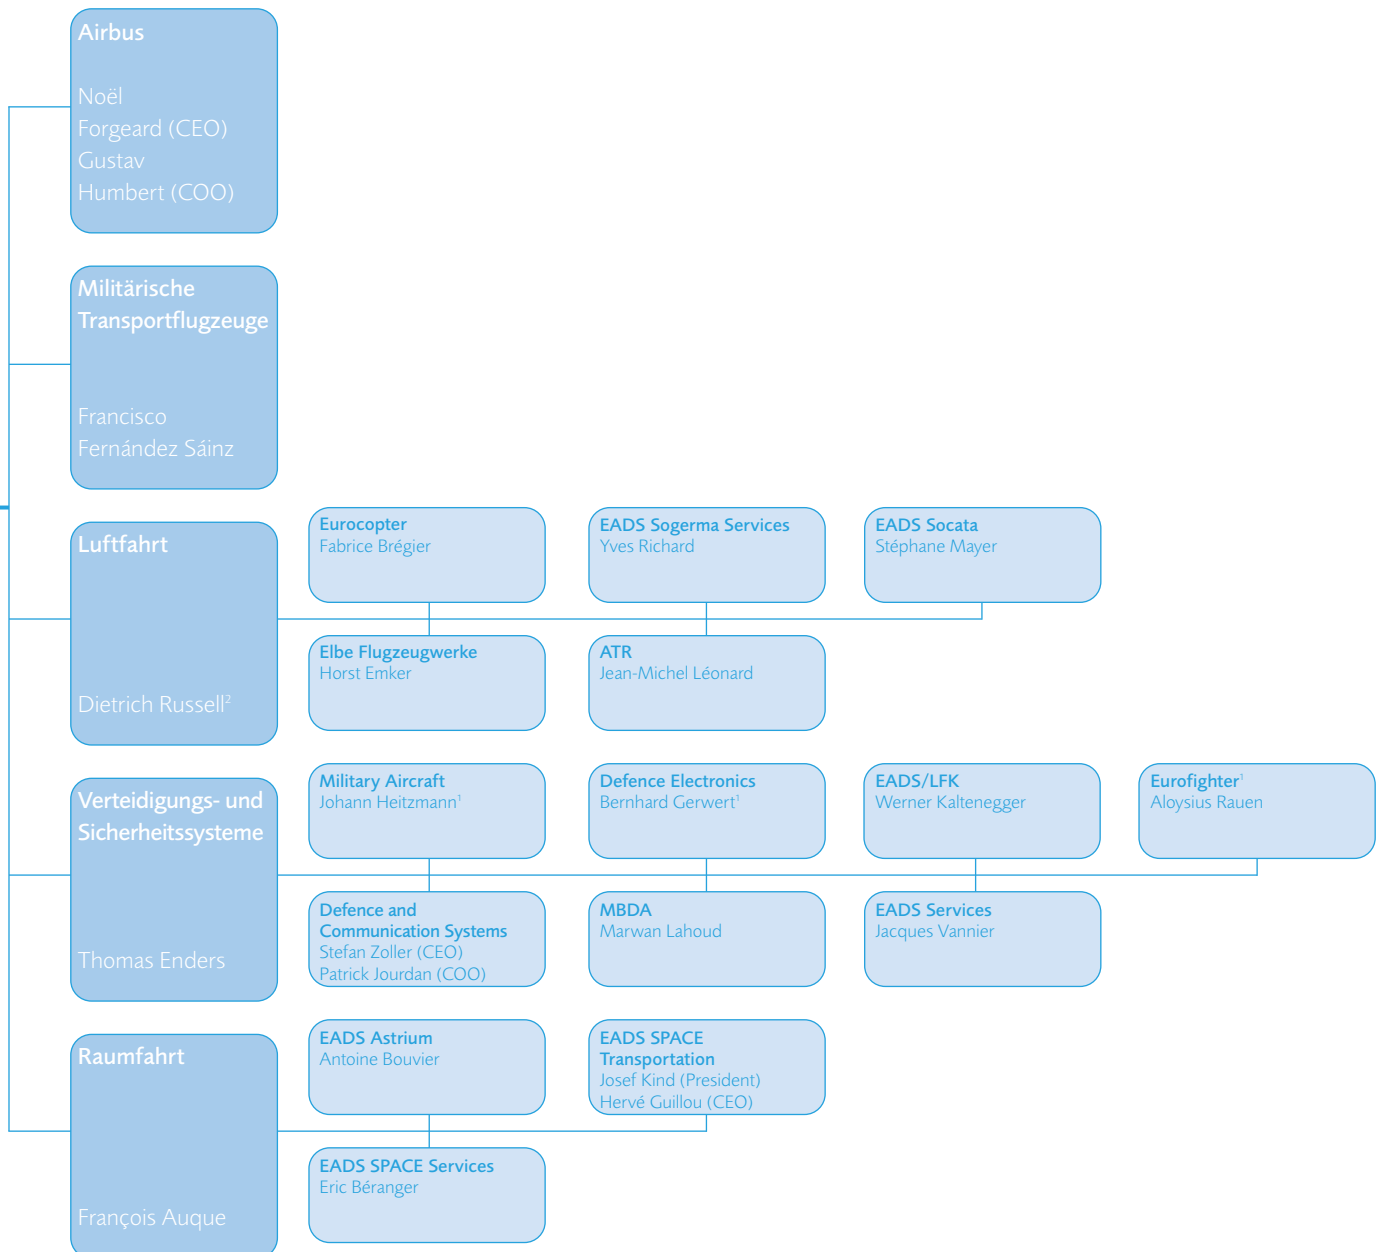 Airbus
Noël
Forgeard (CEO)
Gustav
Humbert (COO)
Militärische
Transportflugzeuge
Francisco
Fernández Sáinz
Luftfahrt
Dietrich Russell²
Eurocopter
Fabrice Brégier
EADS Sogerma Services
Yves Richard
EADS Socata
Stéphane Mayer
Elbe Flugzeugwerke
Horst Emker
ATR
Jean-Michel Léonard
Verteidigungs- und
Sicherheitssysteme
Thomas Enders
Military Aircraft
Johann Heitzmann¹
Defence Electronics
Bernhard Gerwert¹
EADS/LFK
Werner Kaltenegger
Eurofighter¹
Aloysius Rauen
Defence and
Communication Systems
Stefan Zoller (CEO)
Patrick Jourdan (COO)
MBDA
Marwan Lahoud
EADS Services
Jacques Vannier
Raumfahrt
François Auque
EADS Astrium
Antoine Bouvier
EADS SPACE
Transportation
Josef Kind (President)
Hervé Guillou (CEO)
EADS SPACE Services
Eric Béranger